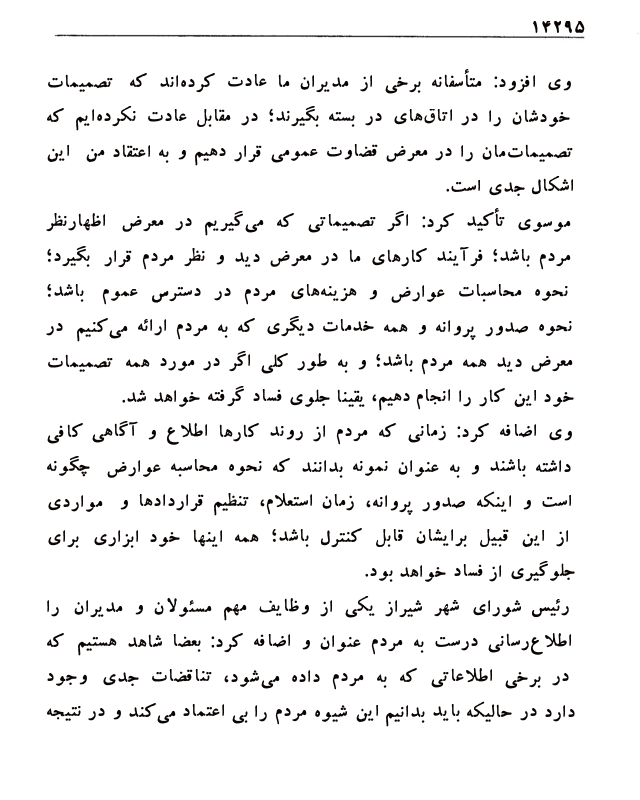 ۱۴۲۹۵
وی افزود: متأسفانه برخی از مدیران ما عادت کرده‌اند که تصمیمات
خودشان را در اتاق‌های در بسته بگیرند؛ در مقابل عادت نکرده‌ایم که
تصمیمات‌مان را در معرض قضاوت عمومی قرار دهیم و به اعتقاد من این
اشکال جدی است.
موسوی تأکید کرد: اگر تصمیماتی که می‌گیریم در معرض اظهارنظر
مردم باشد؛ فرآیند کارهای ما در معرض دید و نظر مردم قرار بگیرد؛
نحوه محاسبات عوارض و هزینه‌های مردم در دسترس عموم باشد؛
نحوه صدور پروانه و همه خدمات دیگری که به مردم ارائه می‌کنیم در
معرض دید همه مردم باشد؛ و به طور کلی اگر در مورد همه تصمیمات
خود این کار را انجام دهیم، یقینا جلوی فساد گرفته خواهد شد.
وی اضافه کرد: زمانی که مردم از روند کارها اطلاع و آگاهی کافی
داشته باشند و به عنوان نمونه بدانند که نحوه محاسبه عوارض چگونه
است و اینکه صدور پروانه، زمان استعلام، تنظیم قراردادها و مواردی
از این قبیل برایشان قابل کنترل باشد؛ همه اینها خود ابزاری برای
جلوگیری از فساد خواهد بود.
رئیس شورای شهر شیراز یکی از وظایف مهم مسئولان و مدیران را
اطلاع‌رسانی درست به مردم عنوان و اضافه کرد: بعضا شاهد هستیم که
در برخی اطلاعاتی که به مردم داده می‌شود، تناقضات جدی وجود
دارد در حالیکه باید بدانیم این شیوه مردم را بی اعتماد می‌کند و در نتیجه